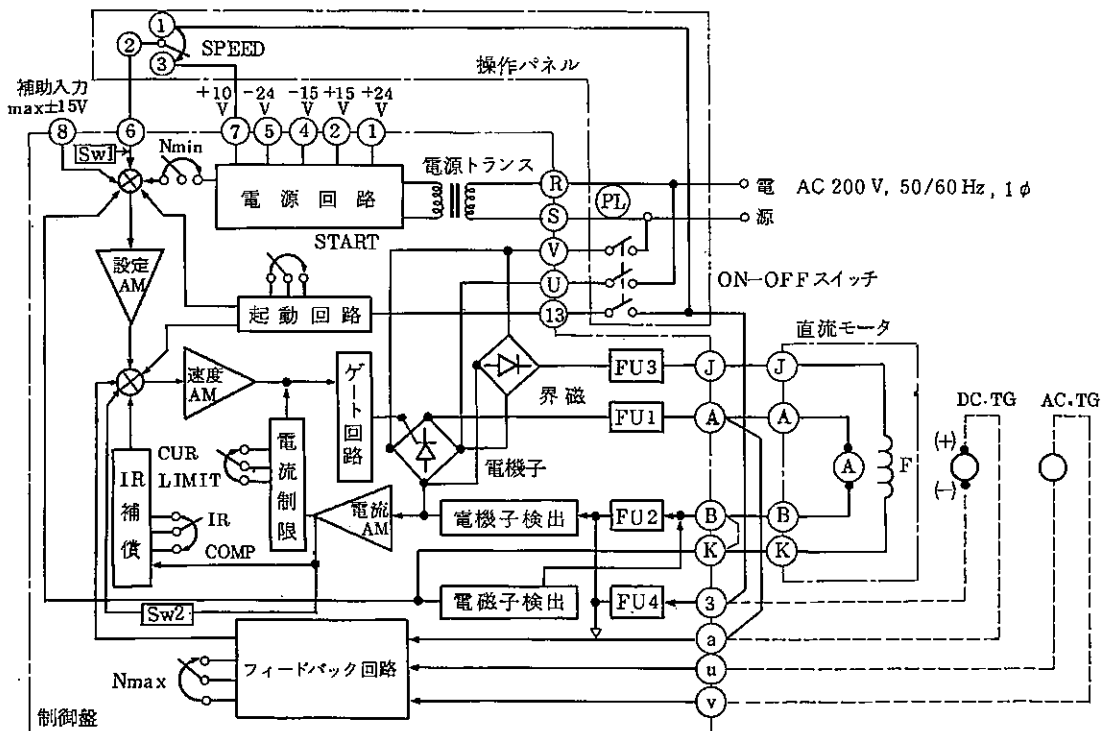 ①
②
③
SPEED
操作パネル
補助入力
max±15V
+10
V
−24
V
−15
V
+15
V
+24
V
⑧
⑥
⑦
⑤
④
②
①
Sw1
Nmin
電源回路
電源トランス
R
S
V
U
13
PL
電
源
AC 200 V, 50/60 Hz, 1φ
START
設定
AM
起動回路
ON−OFFスイッチ
直流モータ
速度
AM
ゲート回路
界磁
FU3
J
J
DC.TG
AC.TG
FU1
A
A
(+)
(−)
A
F
電機子
CUR
LIMIT
電流制限
IR補償
IR
COMP
電流
AM
電機子検出
FU2
B
B
K
K
電磁子検出
FU4
3
Sw2
フィードバック回路
a
u
v
Nmax
制御盤